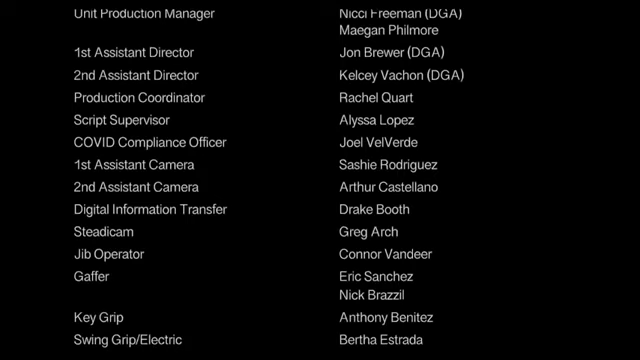 Unit Production Manager Nicci Freeman (DGA)
Maegan Philmore
1st Assistant Director Jon Brewer (DGA)
2nd Assistant Director Kelcey Vachon (DGA)
Production Coordinator Rachel Quart
Script Supervisor Alyssa Lopez
COVID Compliance Officer Joel VelVerde
1st Assistant Camera Sashie Rodriguez
2nd Assistant Camera Arthur Castellano
Digital Information Transfer Drake Booth
Steadicam Greg Arch
Jib Operator Connor Vandeer
Gaffer Eric Sanchez
Nick Brazzil
Key Grip Anthony Benitez
Swing Grip/Electric Bertha Estrada